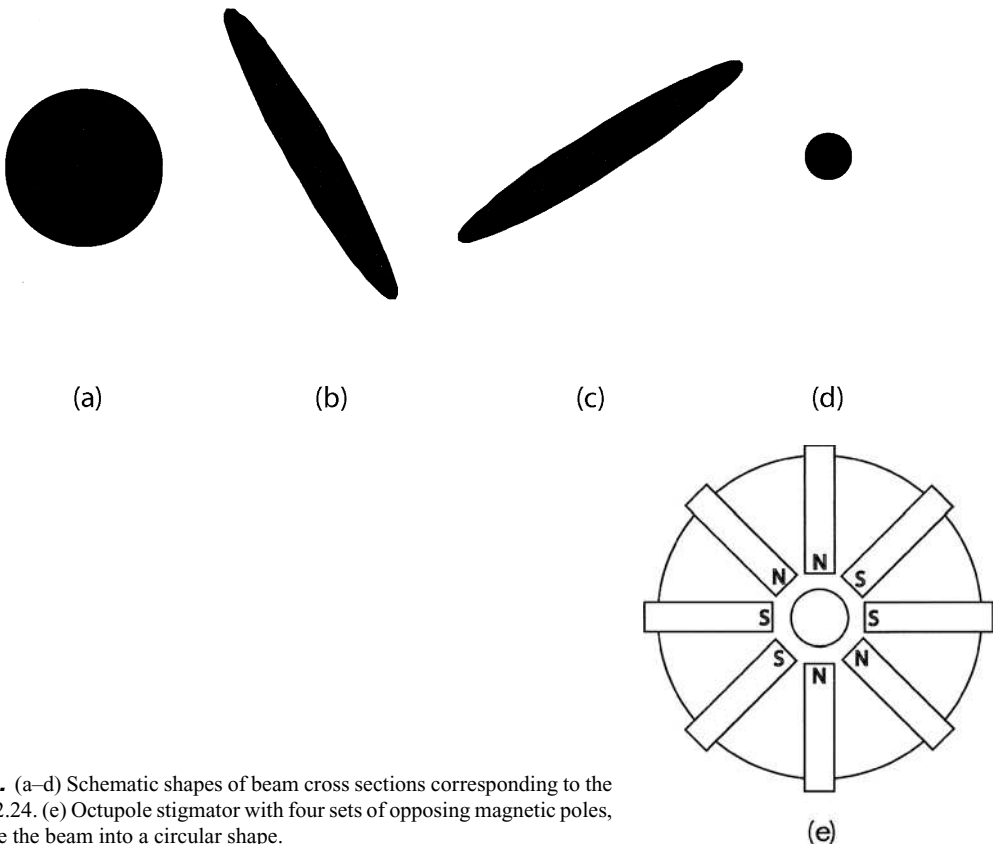 (a) (b) (c) (d)
N
N S
S S
S N N
. (a–d) Schematic shapes of beam cross sections corresponding to the
2.24. (e) Octupole stigmator with four sets of opposing magnetic poles,
e the beam into a circular shape.
(e)